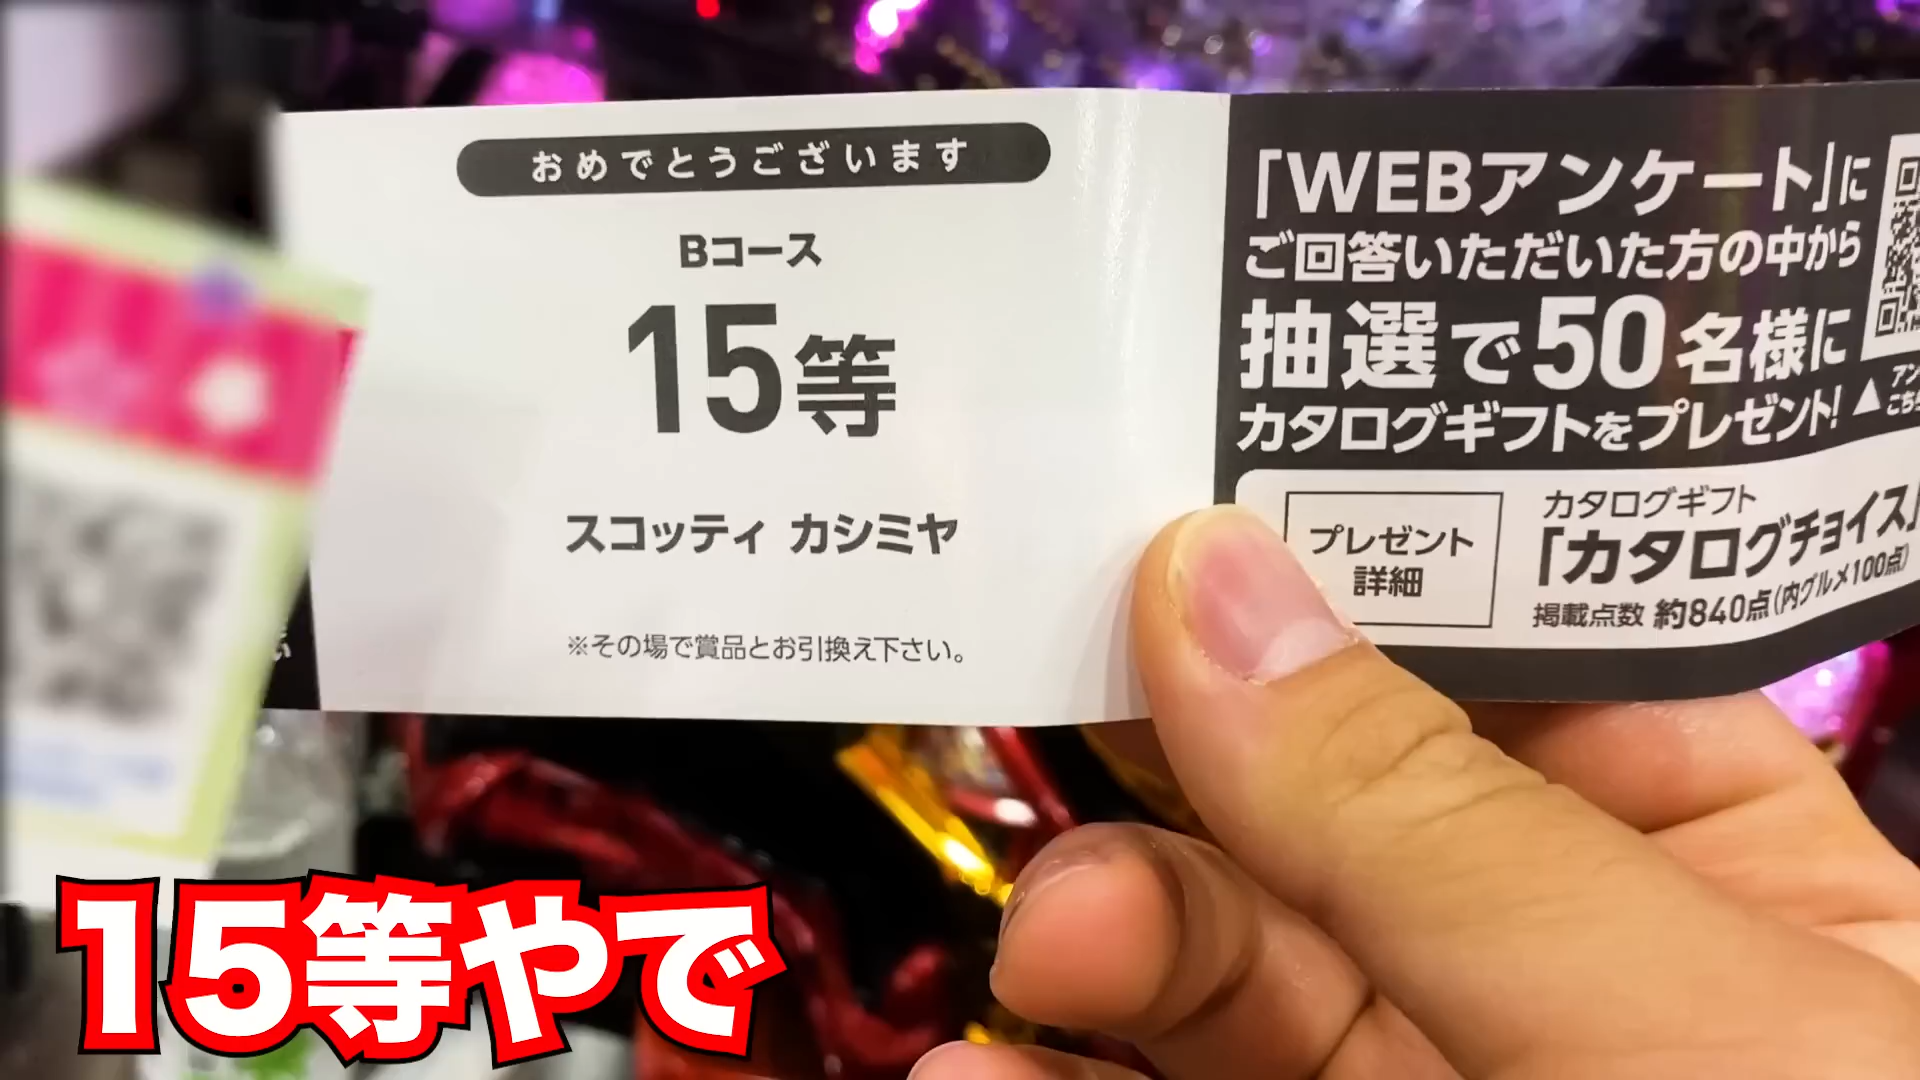 おめでとうございます
Bコース
15等
スコッティ カシミヤ
※その場で賞品とお引換え下さい。
「WEBアンケート」に
ご回答いただいた方の中から
抽選で50名様に
カタログギフトをプレゼント!
▲
アン
こちら
プレゼント
詳細
カタログギフト
「カタログチョイス」
掲載点数 約840点(内グルメ100点)
い
15等やで